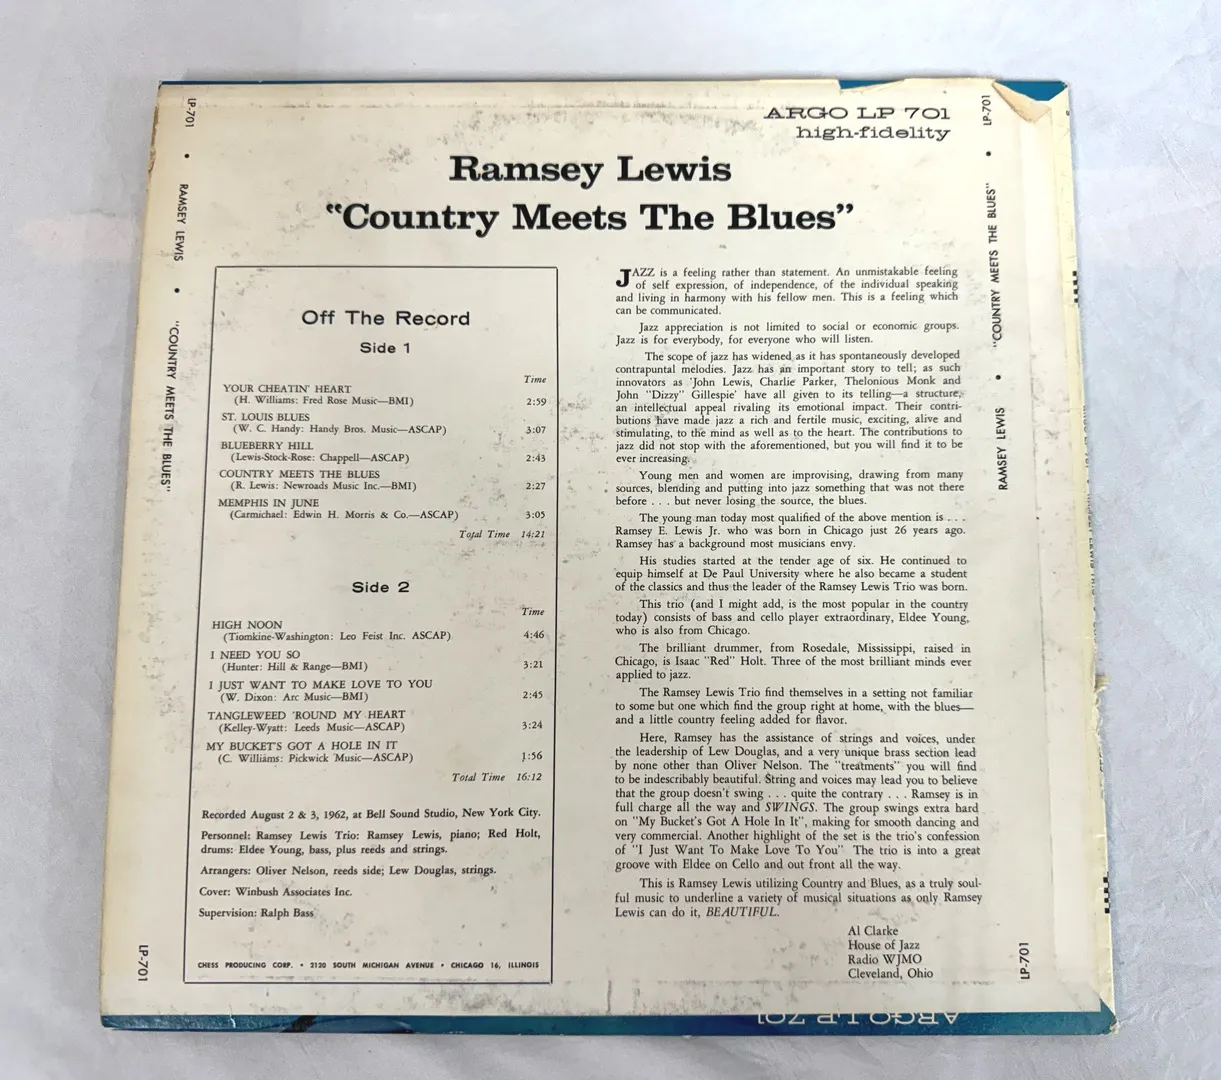 ARGO LP 701
high-fidelity
Ramsey Lewis
"Country Meets The Blues"
LP-701 • RAMSEY LEWIS • "COUNTRY MEETS THE BLUES"
LP-701
Off The Record
Side 1
Time
YOUR CHEATIN' HEART
(H. Williams: Fred Rose Music—BMI) 2:59
ST. LOUIS BLUES
(W. C. Handy: Handy Bros. Music—ASCAP) 3:07
BLUEBERRY HILL
(Lewis-Stock-Rose: Chappell—ASCAP) 2:43
COUNTRY MEETS THE BLUES
(R. Lewis: Newroads Music Inc.—BMI) 2:27
MEMPHIS IN JUNE
(Carmichael: Edwin H. Morris & Co.—ASCAP) 3:05
Total Time 14:21
Side 2
Time
HIGH NOON
(Tiomkine-Washington: Leo Feist Inc. ASCAP) 4:46
I NEED YOU SO
(Hunter: Hill & Range—BMI) 3:21
I JUST WANT TO MAKE LOVE TO YOU
(W. Dixon: Arc Music—BMI) 2:45
TANGLEWEED 'ROUND MY HEART
(Kelley-Wyatt: Leeds Music—ASCAP) 3:24
MY BUCKET'S GOT A HOLE IN IT
(C. Williams: Pickwick Music—ASCAP) 1:56
Total Time 16:12
Recorded August 2 & 3, 1962, at Bell Sound Studio, New York City.
Personnel: Ramsey Lewis Trio: Ramsey Lewis, piano; Red Holt,
drums: Eldee Young, bass, plus reeds and strings.
Arrangers: Oliver Nelson, reeds side; Lew Douglas, strings.
Cover: Winbush Associates Inc.
Supervision: Ralph Bass
CHESS PRODUCING CORP. • 2120 SOUTH MICHIGAN AVENUE • CHICAGO 16, ILLINOIS
JAZZ is a feeling rather than statement. An unmistakable feeling
of self expression, of independence, of the individual speaking
and living in harmony with his fellow men. This is a feeling which
can be communicated.
Jazz appreciation is not limited to social or economic groups.
Jazz is for everybody, for everyone who will listen.
The scope of jazz has widened as it has spontaneously developed
contrapuntal melodies. Jazz has an important story to tell; as such
innovators as 'John Lewis, Charlie Parker, Thelonious Monk and
John "Dizzy" Gillespie' have all given to its telling—a structure,
an intellectual appeal rivaling its emotional impact. Their contri-
butions have made jazz a rich and fertile music, exciting, alive and
stimulating, to the mind as well as to the heart. The contributions to
jazz did not stop with the aforementioned, but you will find it to be
ever increasing.
Young men and women are improvising, drawing from many
sources, blending and putting into jazz something that was not there
before . . . but never losing the source, the blues.
The young man today most qualified of the above mention is . . .
Ramsey E. Lewis Jr. who was born in Chicago just 26 years ago.
Ramsey has a background most musicians envy.
His studies started at the tender age of six. He continued to
equip himself at De Paul University where he also became a student
of the classics and thus the leader of the Ramsey Lewis Trio was born.
This trio (and I might add, is the most popular in the country
today) consists of bass and cello player extraordinary, Eldee Young,
who is also from Chicago.
The brilliant drummer, from Rosedale, Mississippi, raised in
Chicago, is Isaac "Red" Holt. Three of the most brilliant minds ever
applied to jazz.
The Ramsey Lewis Trio find themselves in a setting not familiar
to some but one which find the group right at home, with the blues—
and a little country feeling added for flavor.
Here, Ramsey has the assistance of strings and voices, under
the leadership of Lew Douglas, and a very unique brass section lead
by none other than Oliver Nelson. The "treatments" you will find
to be indescribably beautiful. String and voices may lead you to believe
that the group doesn't swing . . . quite the contrary . . . Ramsey is in
full charge all the way and SWINGS. The group swings extra hard
on "My Bucket's Got A Hole In It", making for smooth dancing and
very commercial. Another highlight of the set is the trio's confession
of "I Just Want To Make Love To You" The trio is into a great
groove with Eldee on Cello and out front all the way.
This is Ramsey Lewis utilizing Country and Blues, as a truly soul-
ful music to underline a variety of musical situations as only Ramsey
Lewis can do it, BEAUTIFUL.
Al Clarke
House of Jazz
Radio WJMO
Cleveland, Ohio
LP-701 • "COUNTRY MEETS THE BLUES" • RAMSEY LEWIS
LP-701
ARGO LP 701